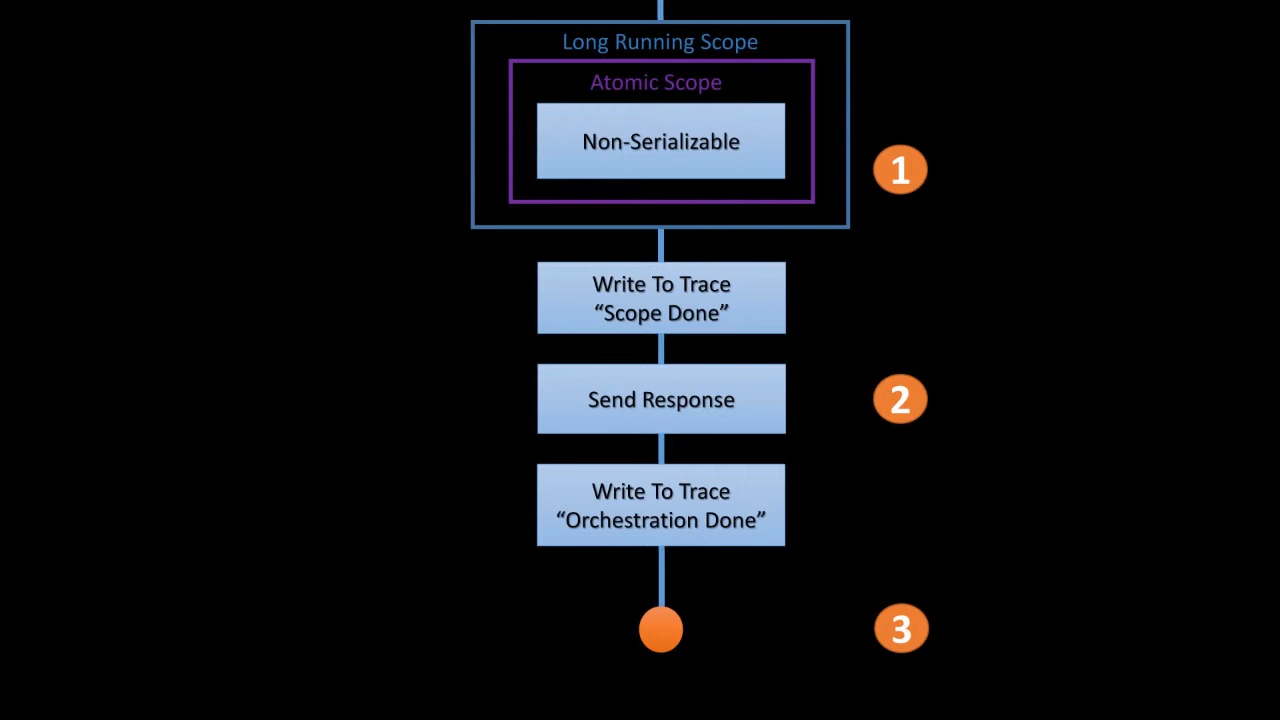 Long Running Scope
Atomic Scope
Non-Serializable
1
Write To Trace
“Scope Done”
Send Response
2
Write To Trace
“Orchestration Done”
3